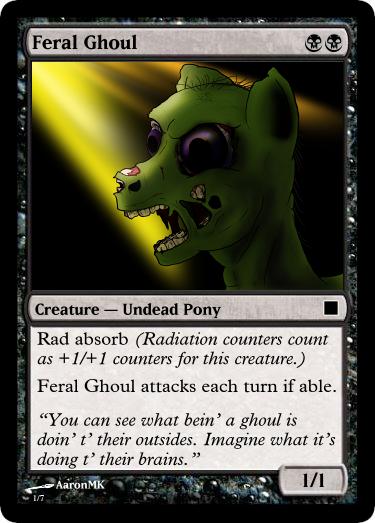 Feral Ghoul
Creature — Undead Pony
Rad absorb (Radiation counters count
as +1/+1 counters for this creature.)
Feral Ghoul attacks each turn if able.
“You can see what bein’ a ghoul is
doin’ t’ their outsides. Imagine what it’s
doing t’ their brains.”
1/1
AaronMK
1/7